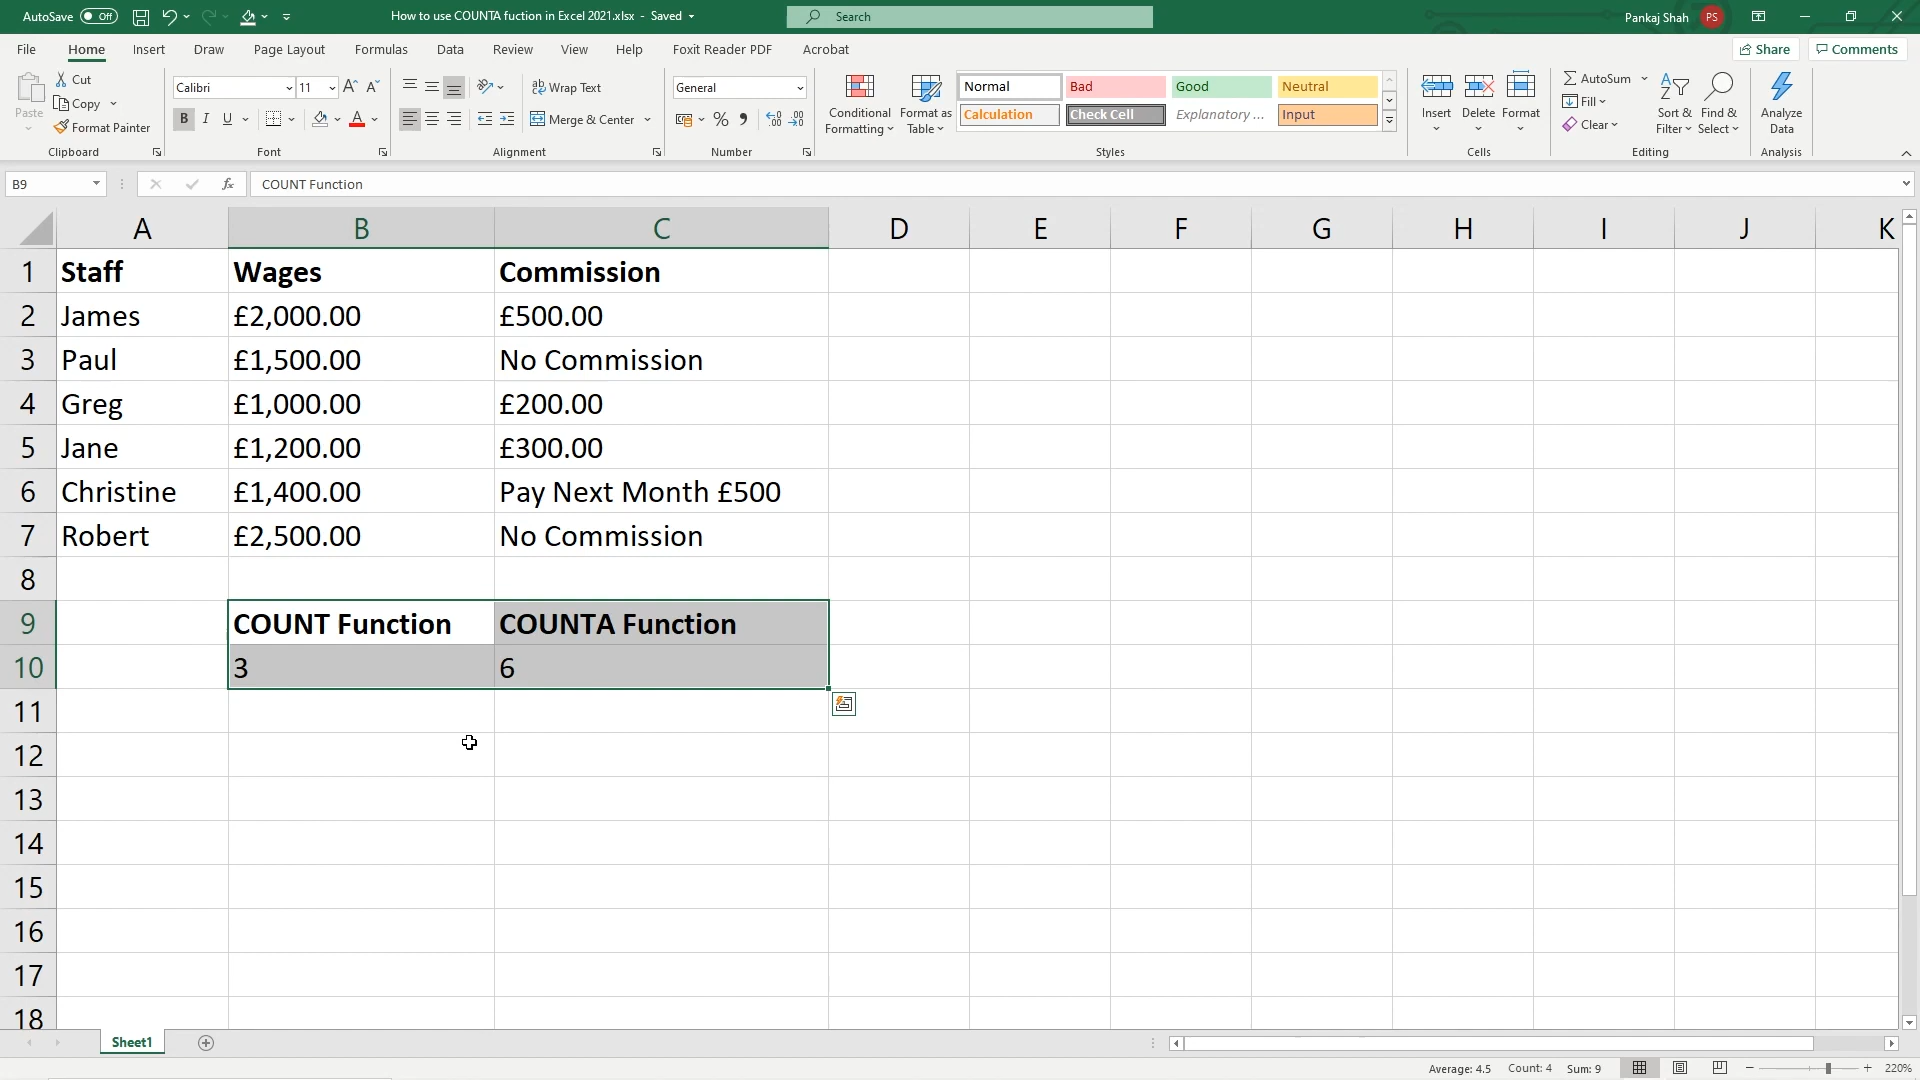 AutoSave Off How to use COUNTA fuction in Excel 2021.xlsx - Saved Search Pankaj Shah PS
File Home Insert Draw Page Layout Formulas Data Review View Help Foxit Reader PDF Acrobat Share Comments
Paste Cut Copy Format Painter
Calibri 11
B I U A
Wrap Text
Merge & Center
General
% 
Conditional Formatting
Format as Table
Normal Bad Good Neutral
Calculation Check Cell Explanatory ... Input
Insert Delete Format
AutoSum
Fill
Clear
Sort & Filter
Find & Select
Analyze Data
Clipboard Font Alignment Number Styles Cells Editing Analysis
B9 fx COUNT Function
A B C D E F G H I J K
1 Staff Wages Commission
2 James £2,000.00 £500.00
3 Paul £1,500.00 No Commission
4 Greg £1,000.00 £200.00
5 Jane £1,200.00 £300.00
6 Christine £1,400.00 Pay Next Month £500
7 Robert £2,500.00 No Commission
8
9 COUNT Function COUNTA Function
10 3 6
11
12
13
14
15
16
17
18
Sheet1
Average: 4.5 Count: 4 Sum: 9 220%